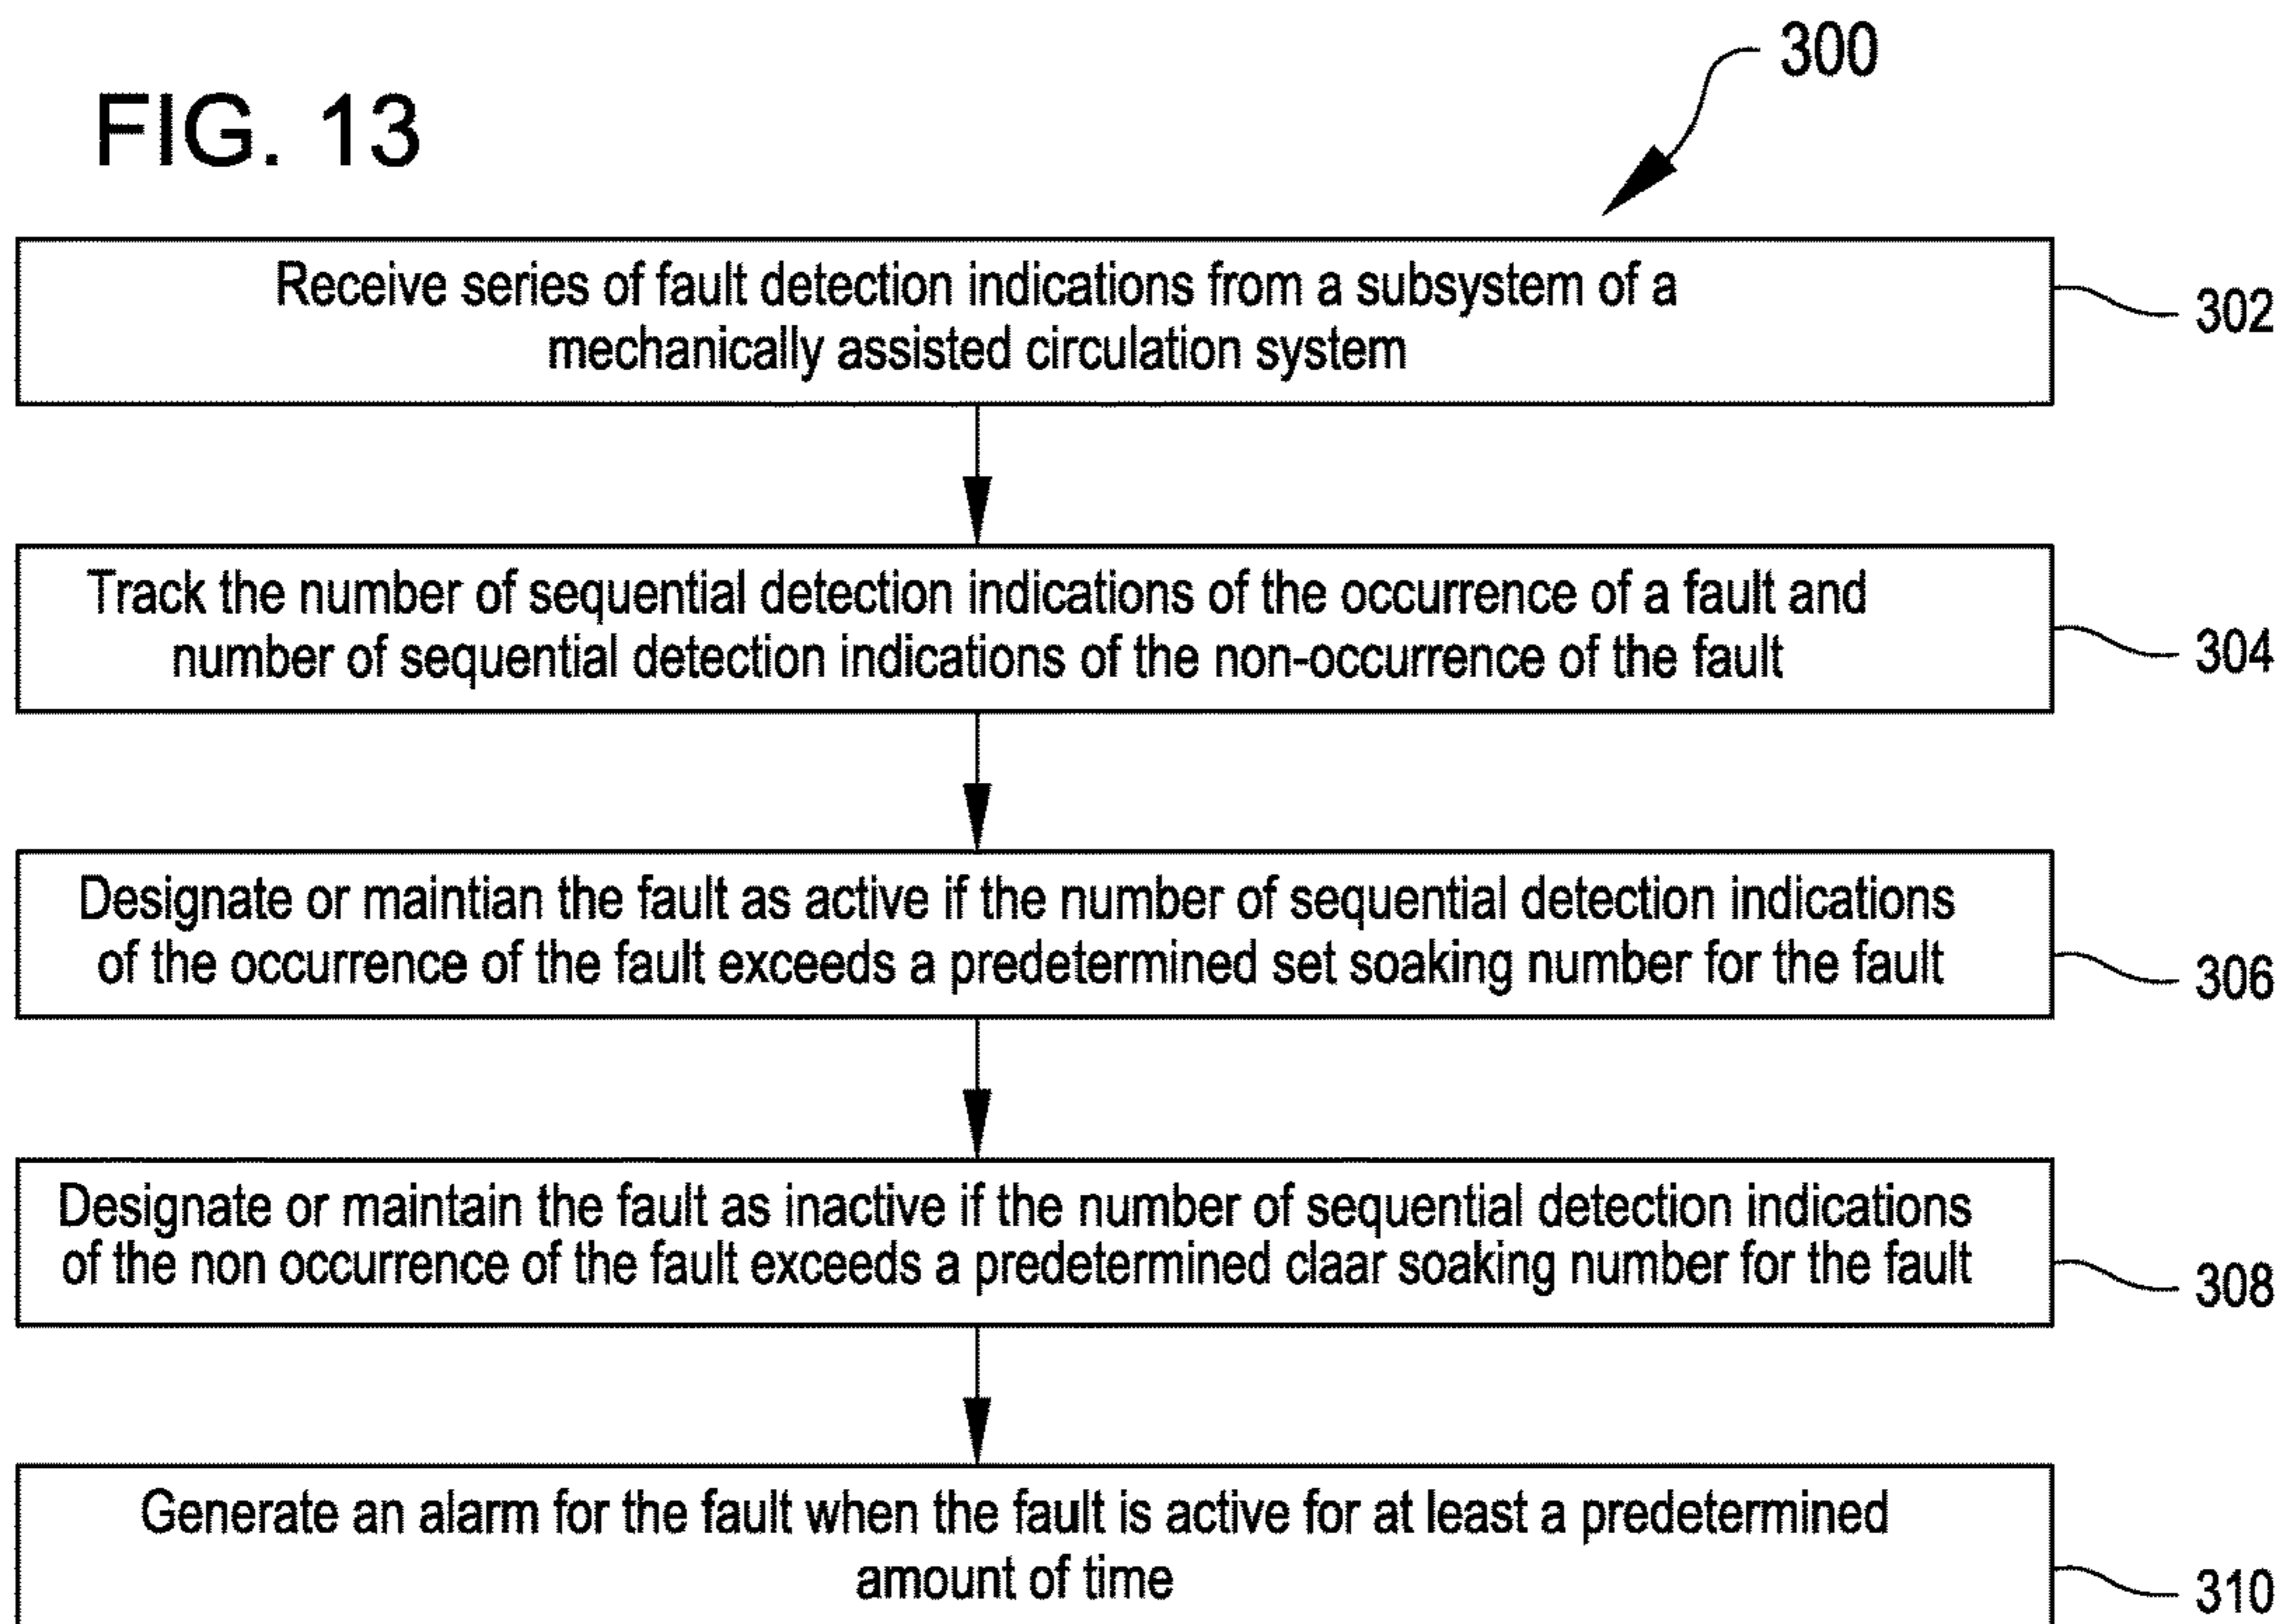 300
FIG. 13
Receive series of fault detection indications from a subsystem of a
mechanically assisted circulation system
302
Track the number of sequential detection indications of the occurrence of a fault and
number of sequential detection indications of the non-occurrence of the fault
304
Designate or maintian the fault as active if the number of sequential detection indications
of the occurrence of the fault exceeds a predetermined set soaking number for the fault
306
Designate or maintain the fault as inactive if the number of sequential detection indications
of the non occurrence of the fault exceeds a predetermined claar soaking number for the fault
308
Generate an alarm for the fault when the fault is active for at least a predetermined
amount of time
310